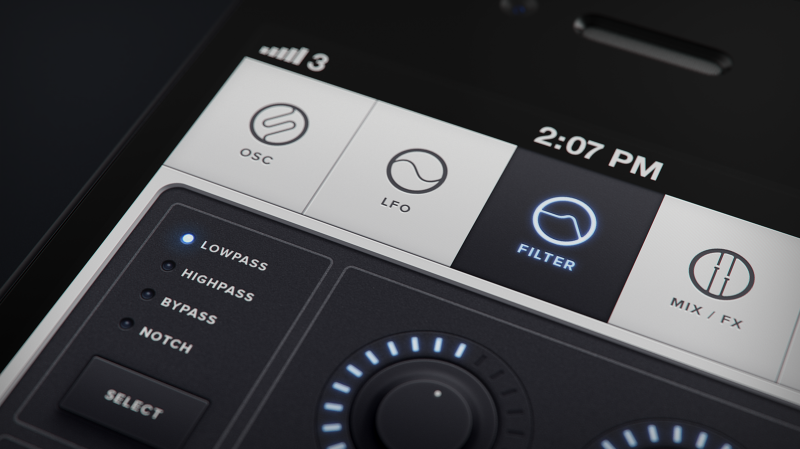 3
2:07 PM
OSC
LFO
FILTER
MIX / FX
LOWPASS
HIGHPASS
BYPASS
NOTCH
SELECT